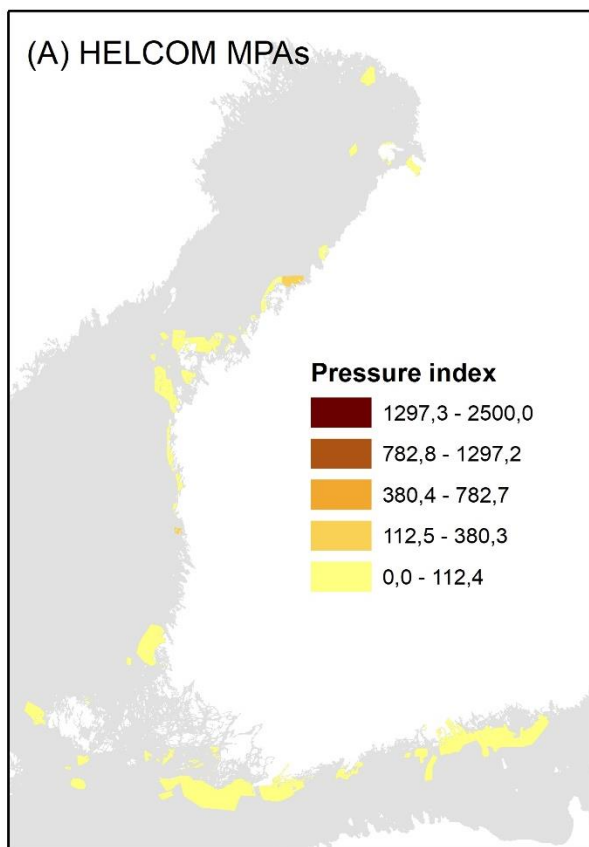 (A) HELCOM MPAs
Pressure index
1297,3 - 2500,0
782,8 - 1297,2
380,4 - 782,7
112,5 - 380,3
0,0 - 112,4